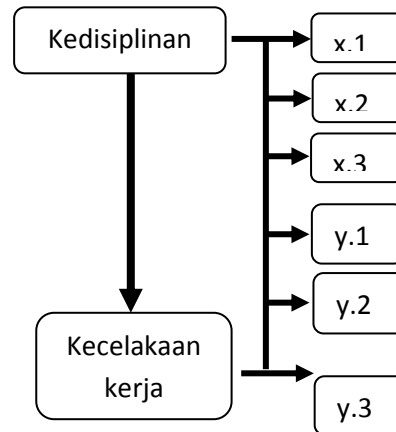 Kedisiplinan
x.1
x.2
x.3
y.1
y.2
Kecelakaan
kerja
y.3